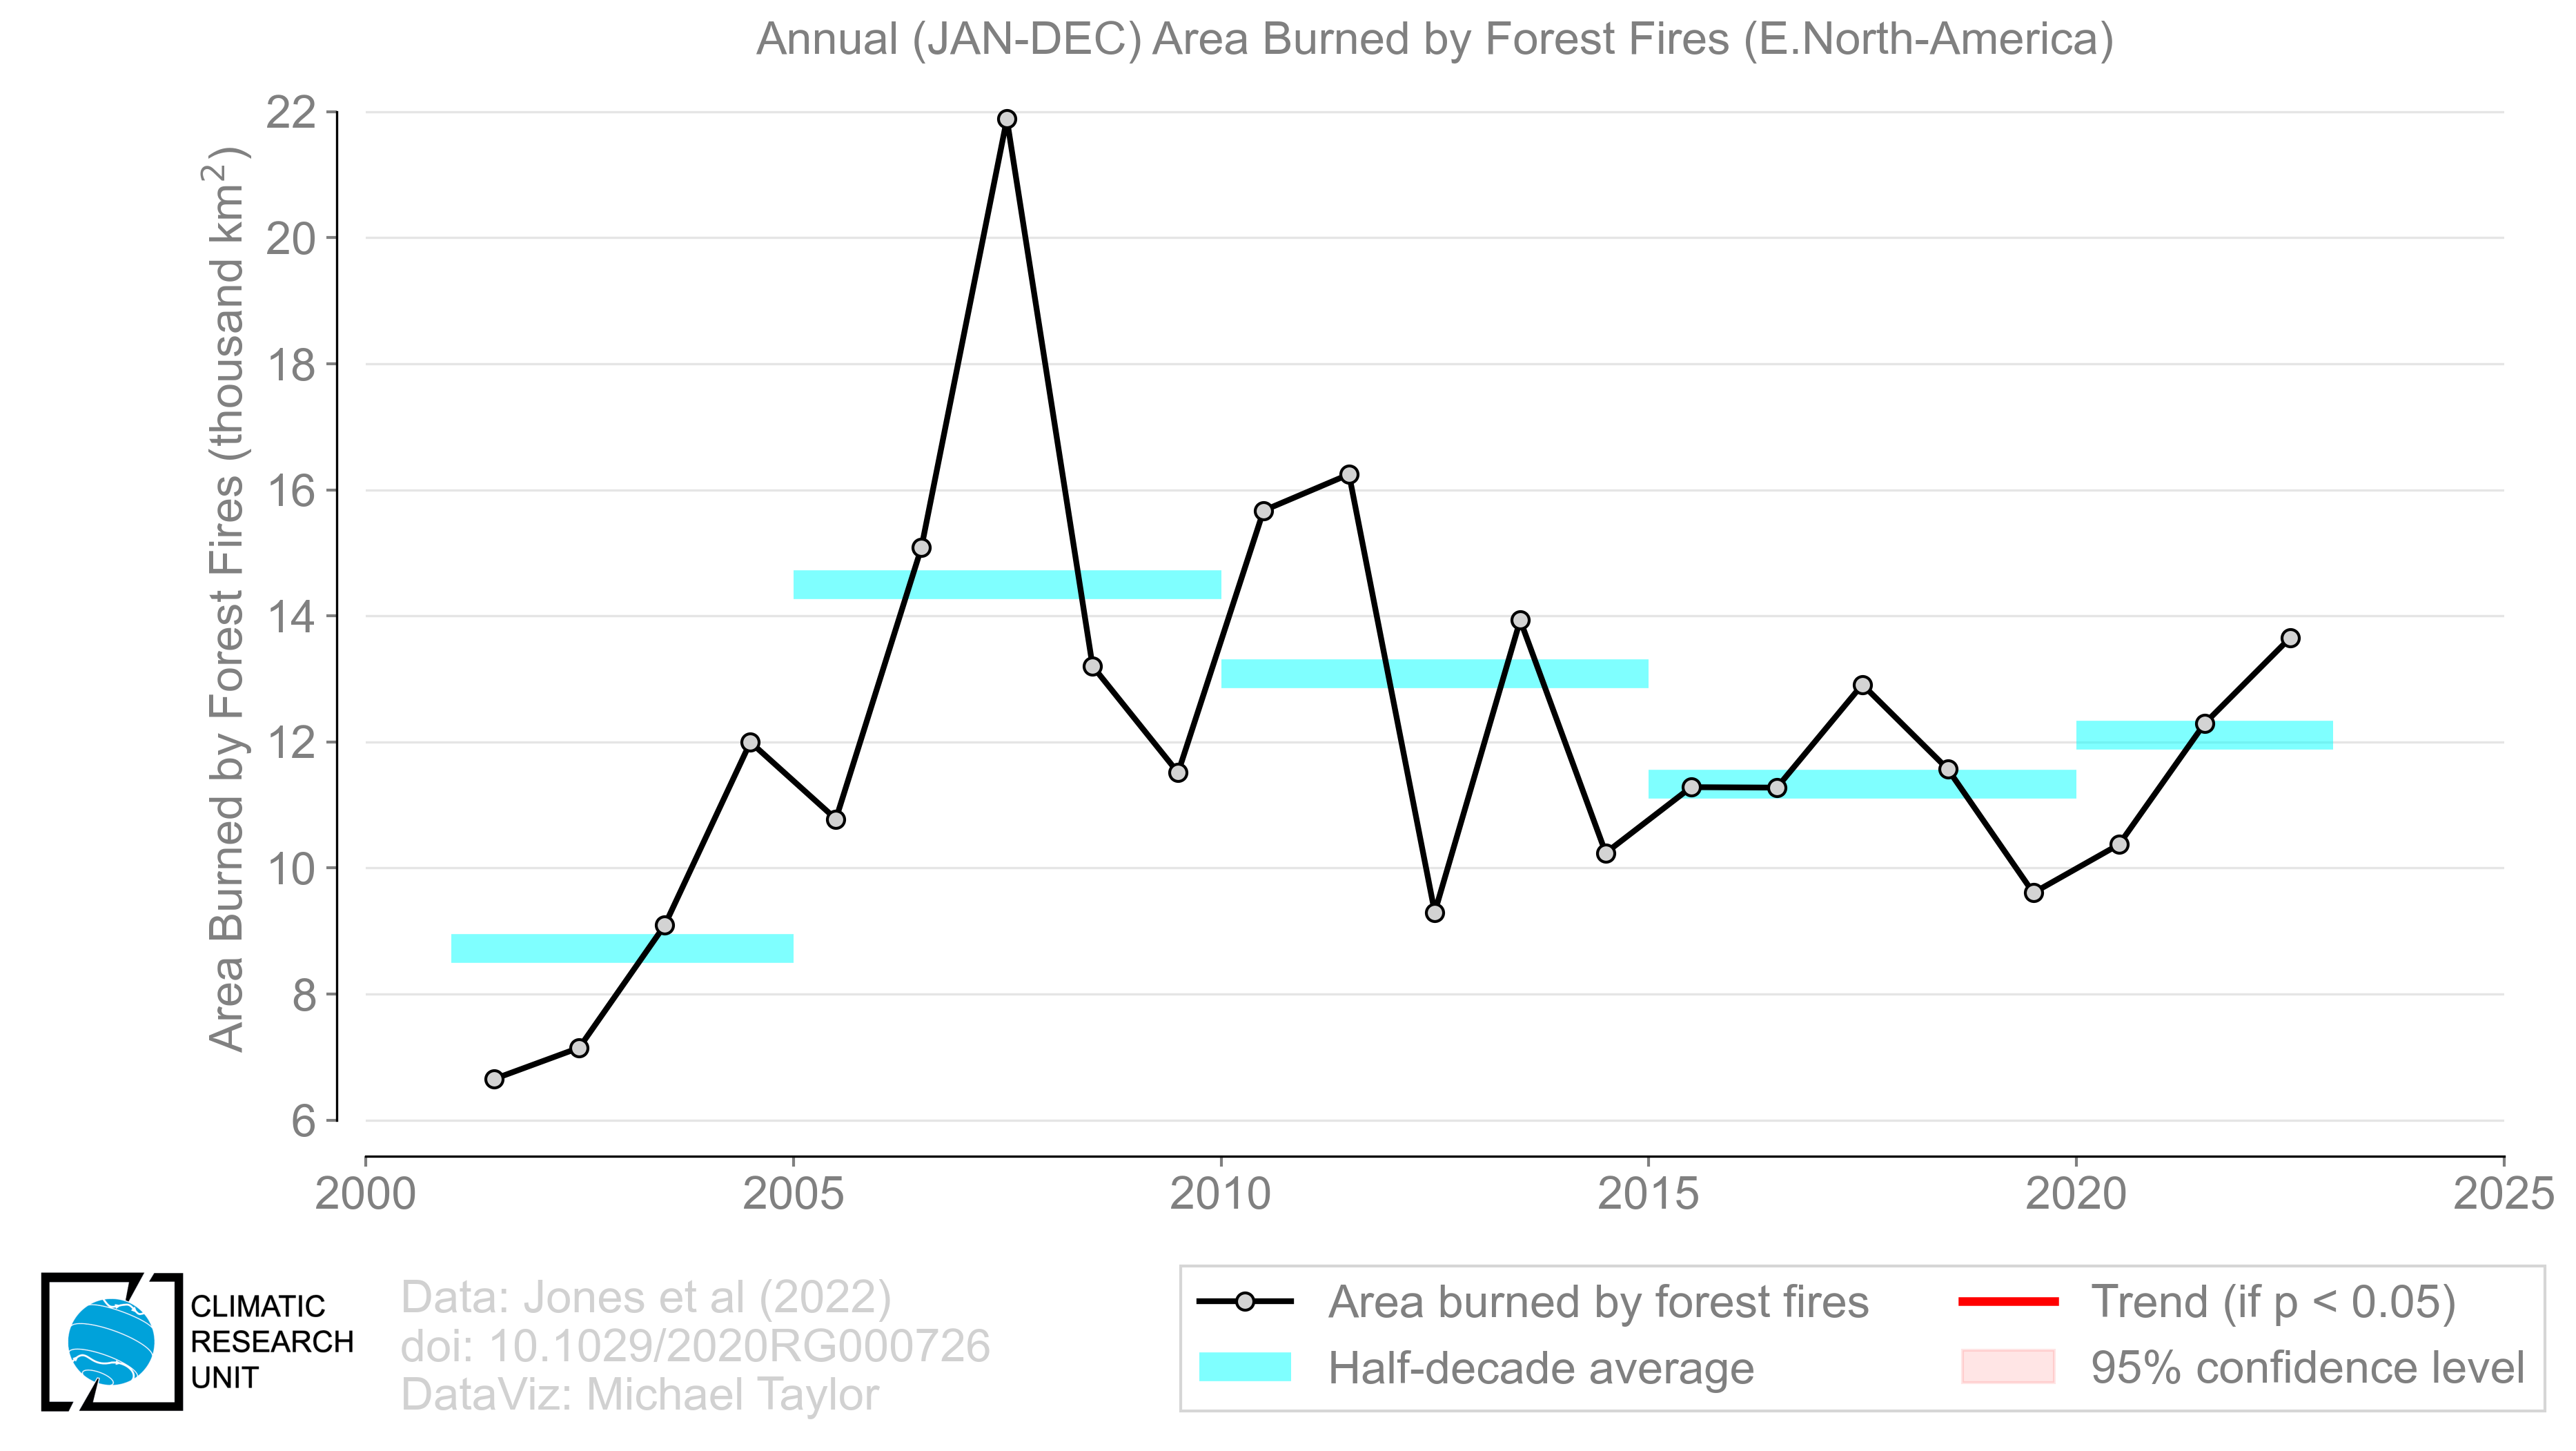 Annual (JAN-DEC) Area Burned by Forest Fires (E.North-America)
Area Burned by Forest Fires (thousand km²)
22
20
18
16
14
12
10
8
6
2000 2005 2010 2015 2020 2025
CLIMATIC
RESEARCH
UNIT
Data: Jones et al (2022)
doi: 10.1029/2020RG000726
DataViz: Michael Taylor
Area burned by forest fires
Half-decade average
Trend (if p < 0.05)
95% confidence level